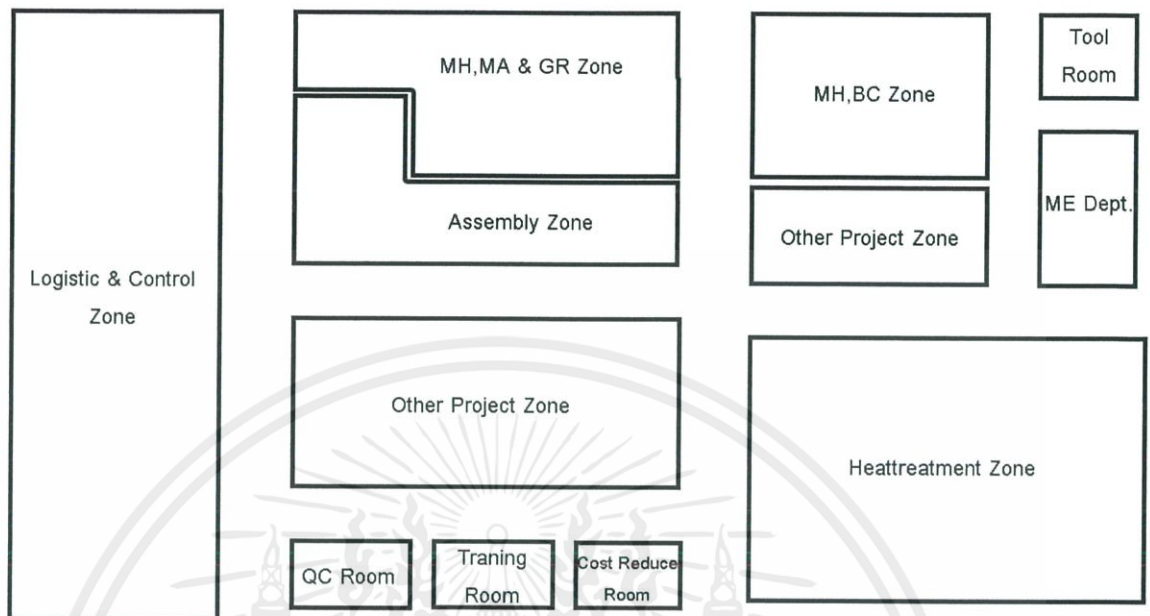 MH,MA & GR Zone
MH,BC Zone
Tool
Room
Assembly Zone
Other Project Zone
ME Dept.
Logistic & Control
Zone
Other Project Zone
Heattreatment Zone
QC Room
Traning
Room
Cost Reduce
Room